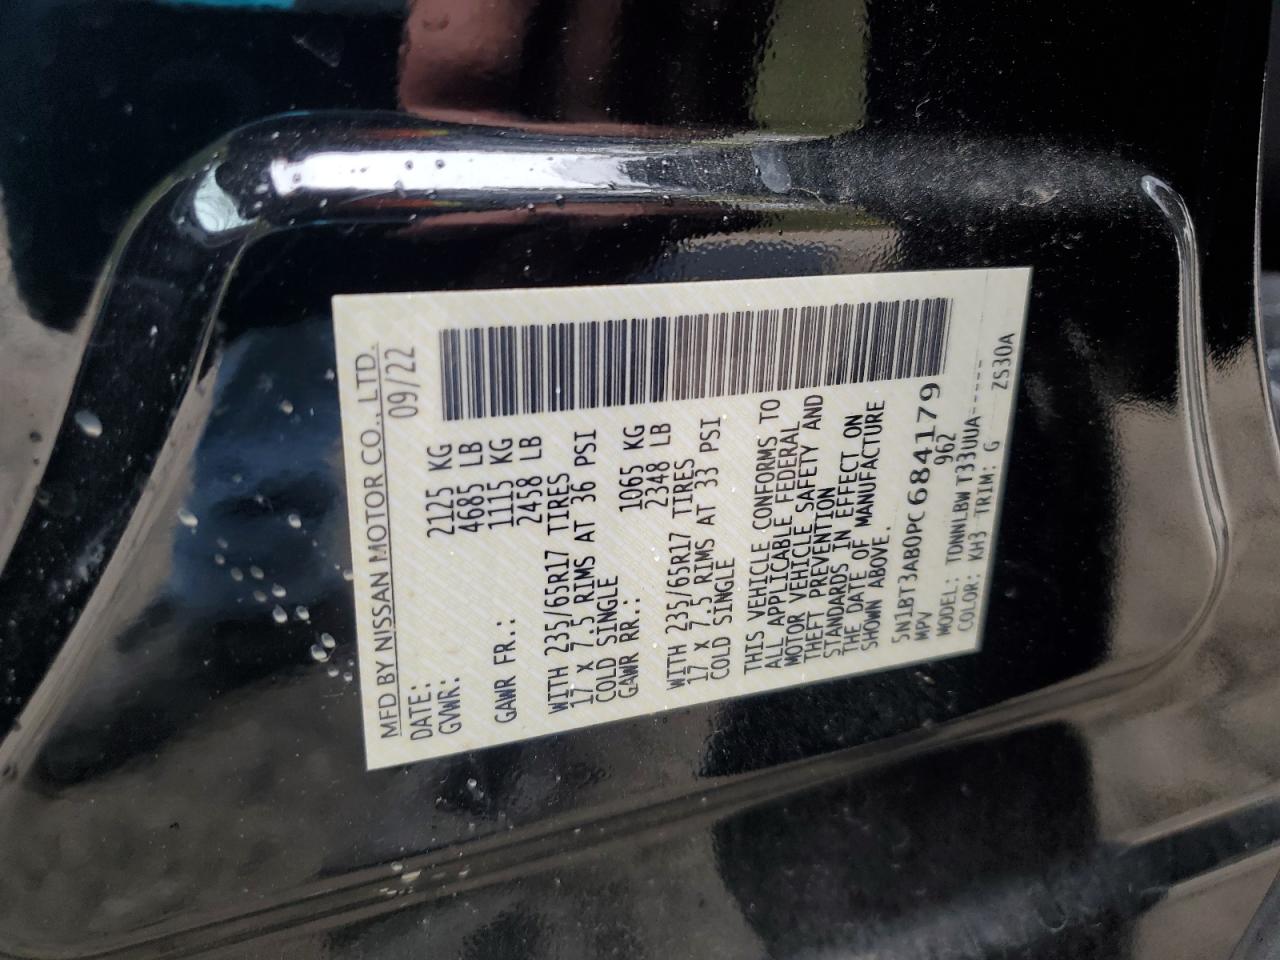 MFD BY NISSAN MOTOR CO., LTD.
DATE: 09/22
GVWR: 2125 KG
4685 LB
GAWR FR.: 1115 KG
2458 LB
WITH 235/65R17 TIRES
17 X 7.5 RIMS AT 36 PSI
COLD SINGLE
GAWR RR.: 1065 KG
2348 LB
WITH 235/65R17 TIRES
17 X 7.5 RIMS AT 33 PSI
COLD SINGLE
THIS VEHICLE CONFORMS TO
ALL APPLICABLE FEDERAL
MOTOR VEHICLE SAFETY AND
THEFT PREVENTION
STANDARDS IN EFFECT ON
THE DATE OF MANUFACTURE
SHOWN ABOVE.
5N1BT3AB0PC684179
MPV 962
MODEL: TDNNLBWT33UUA-----
COLOR: KH3 TRIM: G ZS30A